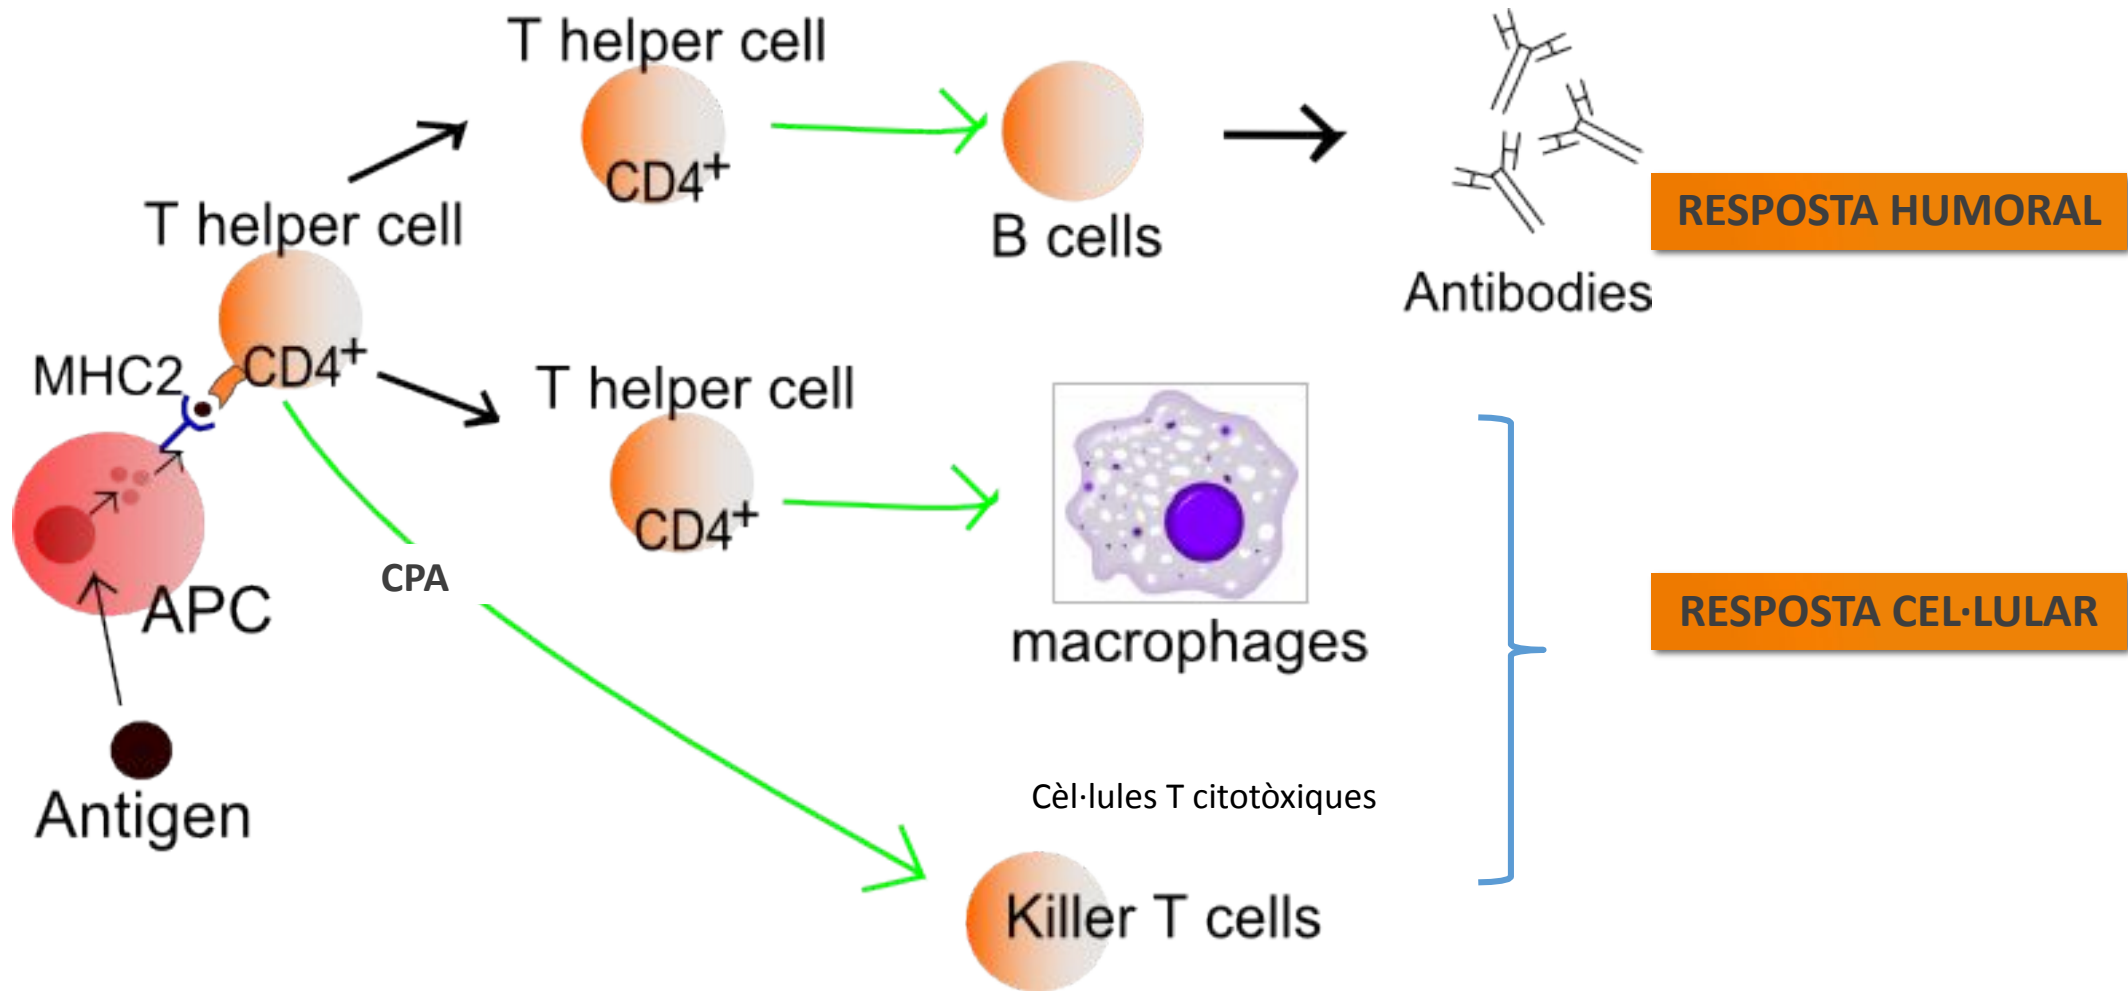 T helper cell
CD4⁺
B cells
Antibodies
RESPOSTA HUMORAL
T helper cell
CD4⁺
MHC2
APC
Antigen
T helper cell
CD4⁺
macrophages
CPA
RESPOSTA CEL·LULAR
Cèl·lules T citotòxiques
Killer T cells